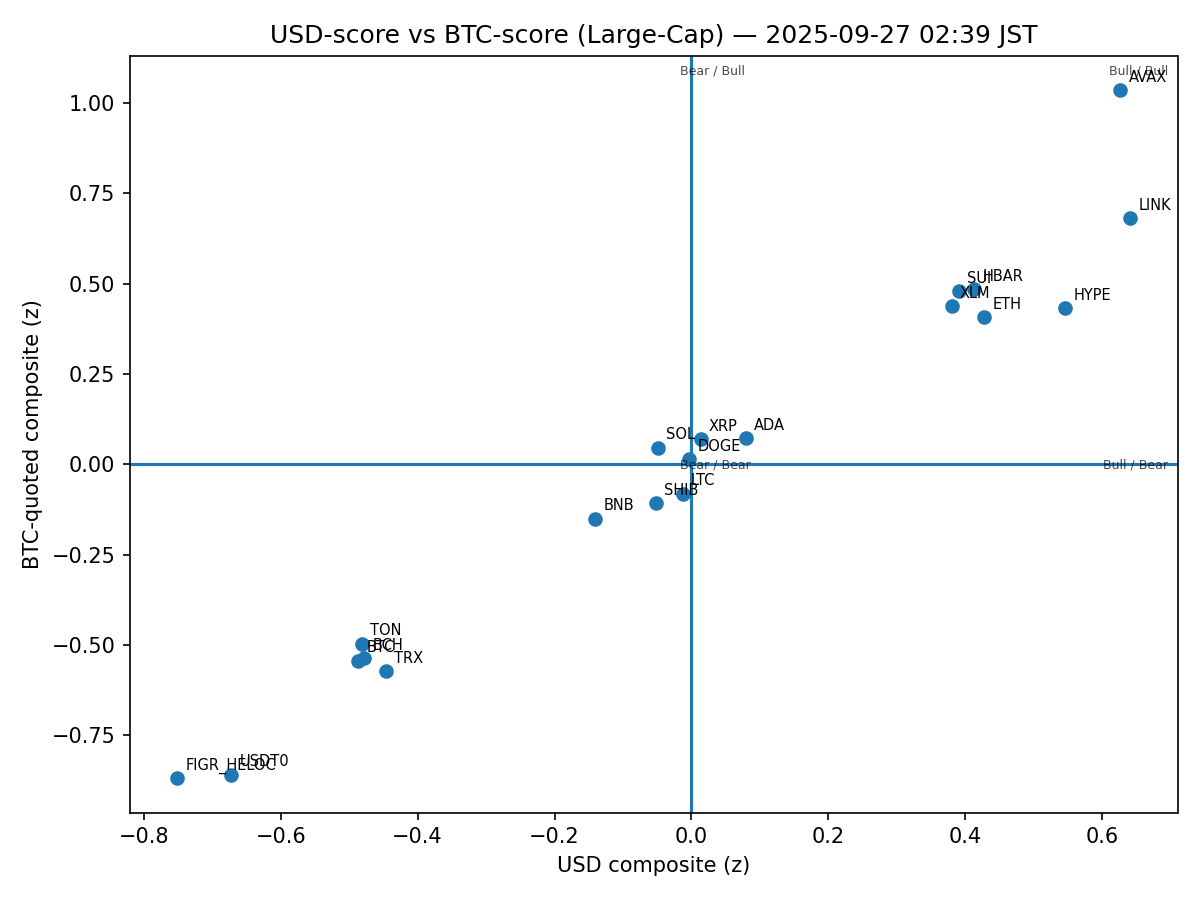 USD-score vs BTC-score (Large-Cap) — 2025-09-27 02:39 JST
Bear / Bull
Bull / Bull
AVAX
1.00
0.75
LINK
0.50
SUI
HBAR
XLM
HYPE
ETH
0.25
XRP
ADA
SOL
DOGE
0.00
Bear / Bear
Bull / Bear
LTC
SHIB
BNB
−0.25
−0.50
TON
BCH
BTC
TRX
−0.75
USDT0
FIGR_HELOC
BTC-quoted composite (z)
−0.8
−0.6
−0.4
−0.2
0.0
0.2
0.4
0.6
USD composite (z)